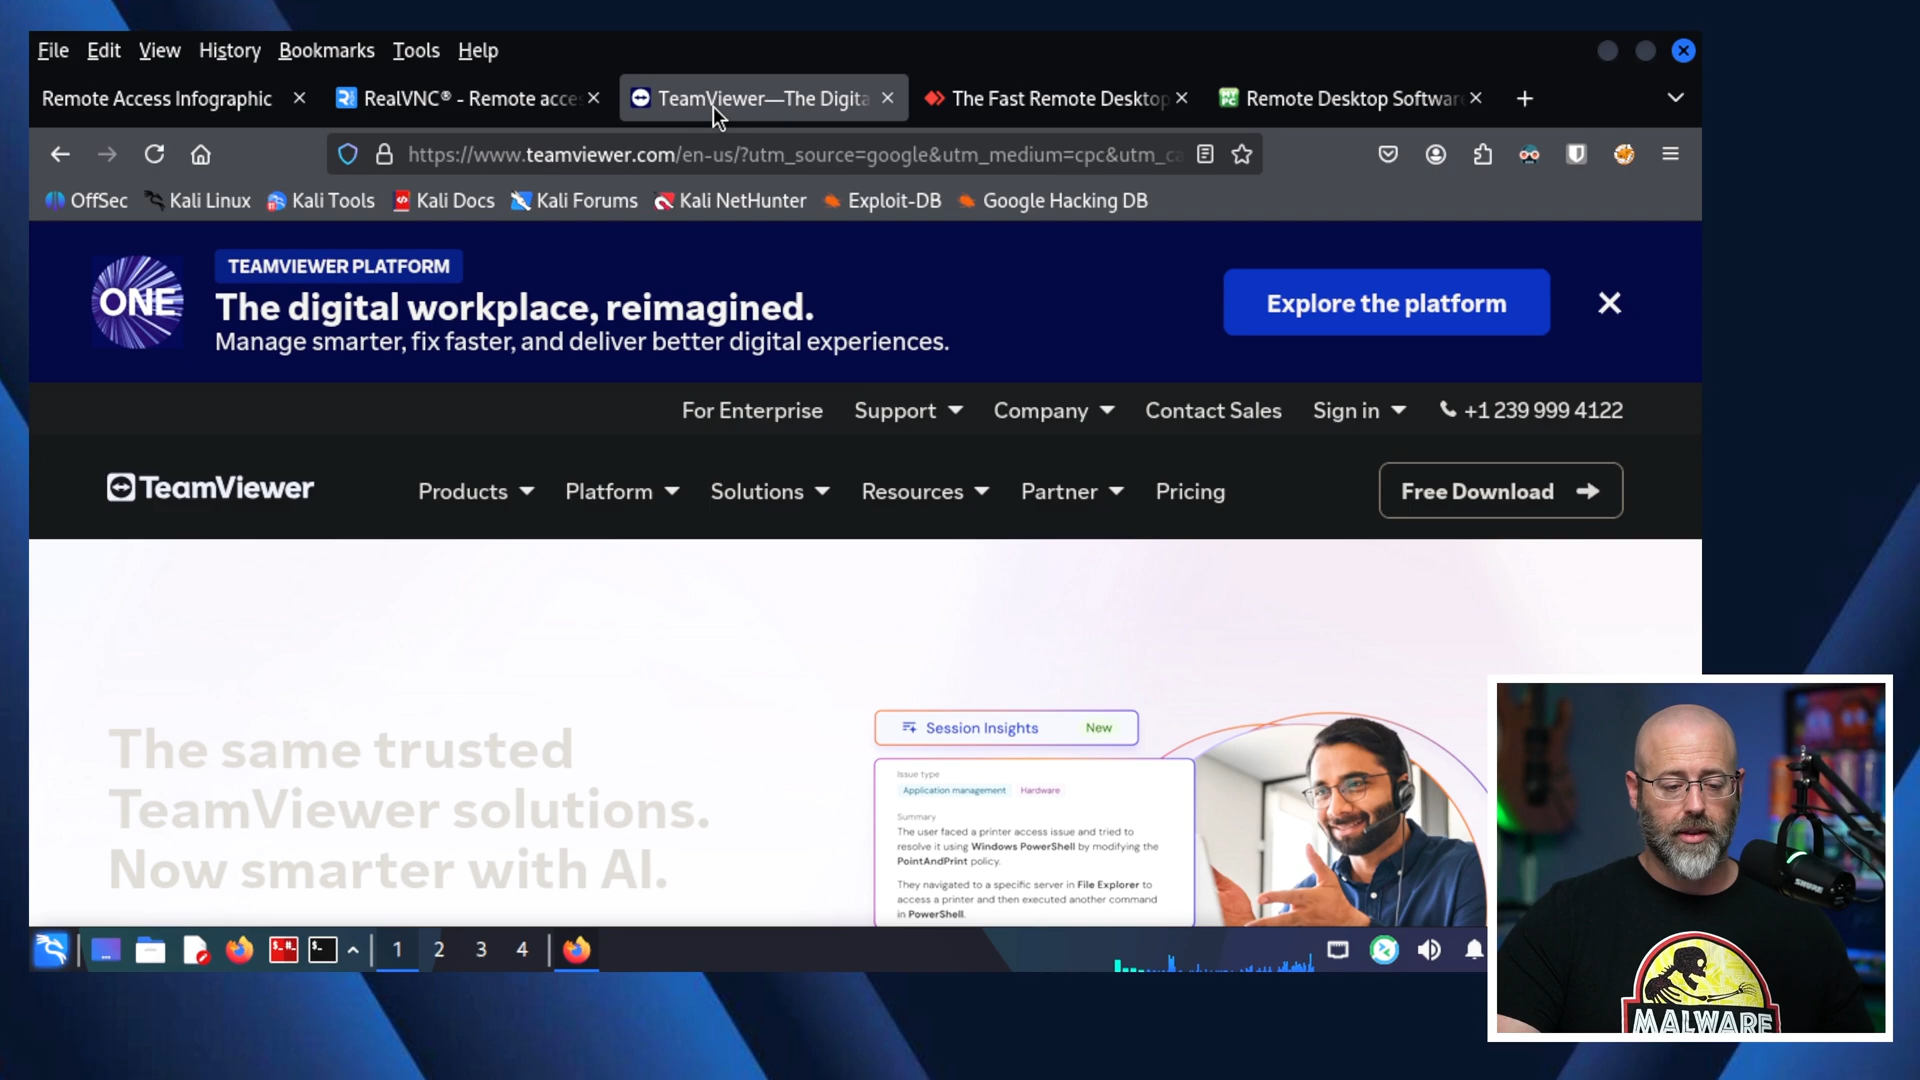 File Edit View History Bookmarks Tools Help
Remote Access Infographic
RealVNC® - Remote acce
TeamViewer—The Digita
The Fast Remote Desktop
Remote Desktop Softwar
https://www.teamviewer.com/en-us/?utm_source=google&utm_medium=cpc&utm_ca
OffSec Kali Linux Kali Tools Kali Docs Kali Forums Kali NetHunter Exploit-DB Google Hacking DB
ONE
TEAMVIEWER PLATFORM
The digital workplace, reimagined.
Manage smarter, fix faster, and deliver better digital experiences.
Explore the platform
For Enterprise Support Company Contact Sales Sign in +1 239 999 4122
TeamViewer
Products Platform Solutions Resources Partner Pricing
Free Download
The same trusted
TeamViewer solutions.
Now smarter with AI.
Session Insights New
Issue type
Application management Hardware
Summary
The user faced a printer access issue and tried to
resolve it using Windows PowerShell by modifying the
PointAndPrint policy.
They navigated to a specific server in File Explorer to
access a printer and then executed another command
in PowerShell.
1 2 3 4
SHURE
MALWARE